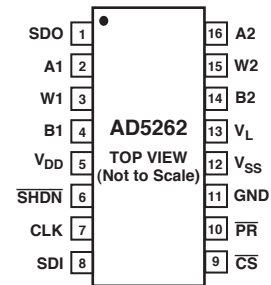 SDO 1 16 A2
A1 2 15 W2
W1 3 14 B2
B1 4 AD5262 13 VL
VDD 5 TOP VIEW 12 VSS
SHDN 6 (Not to Scale) 11 GND
CLK 7 10 PR
SDI 8 9 CS